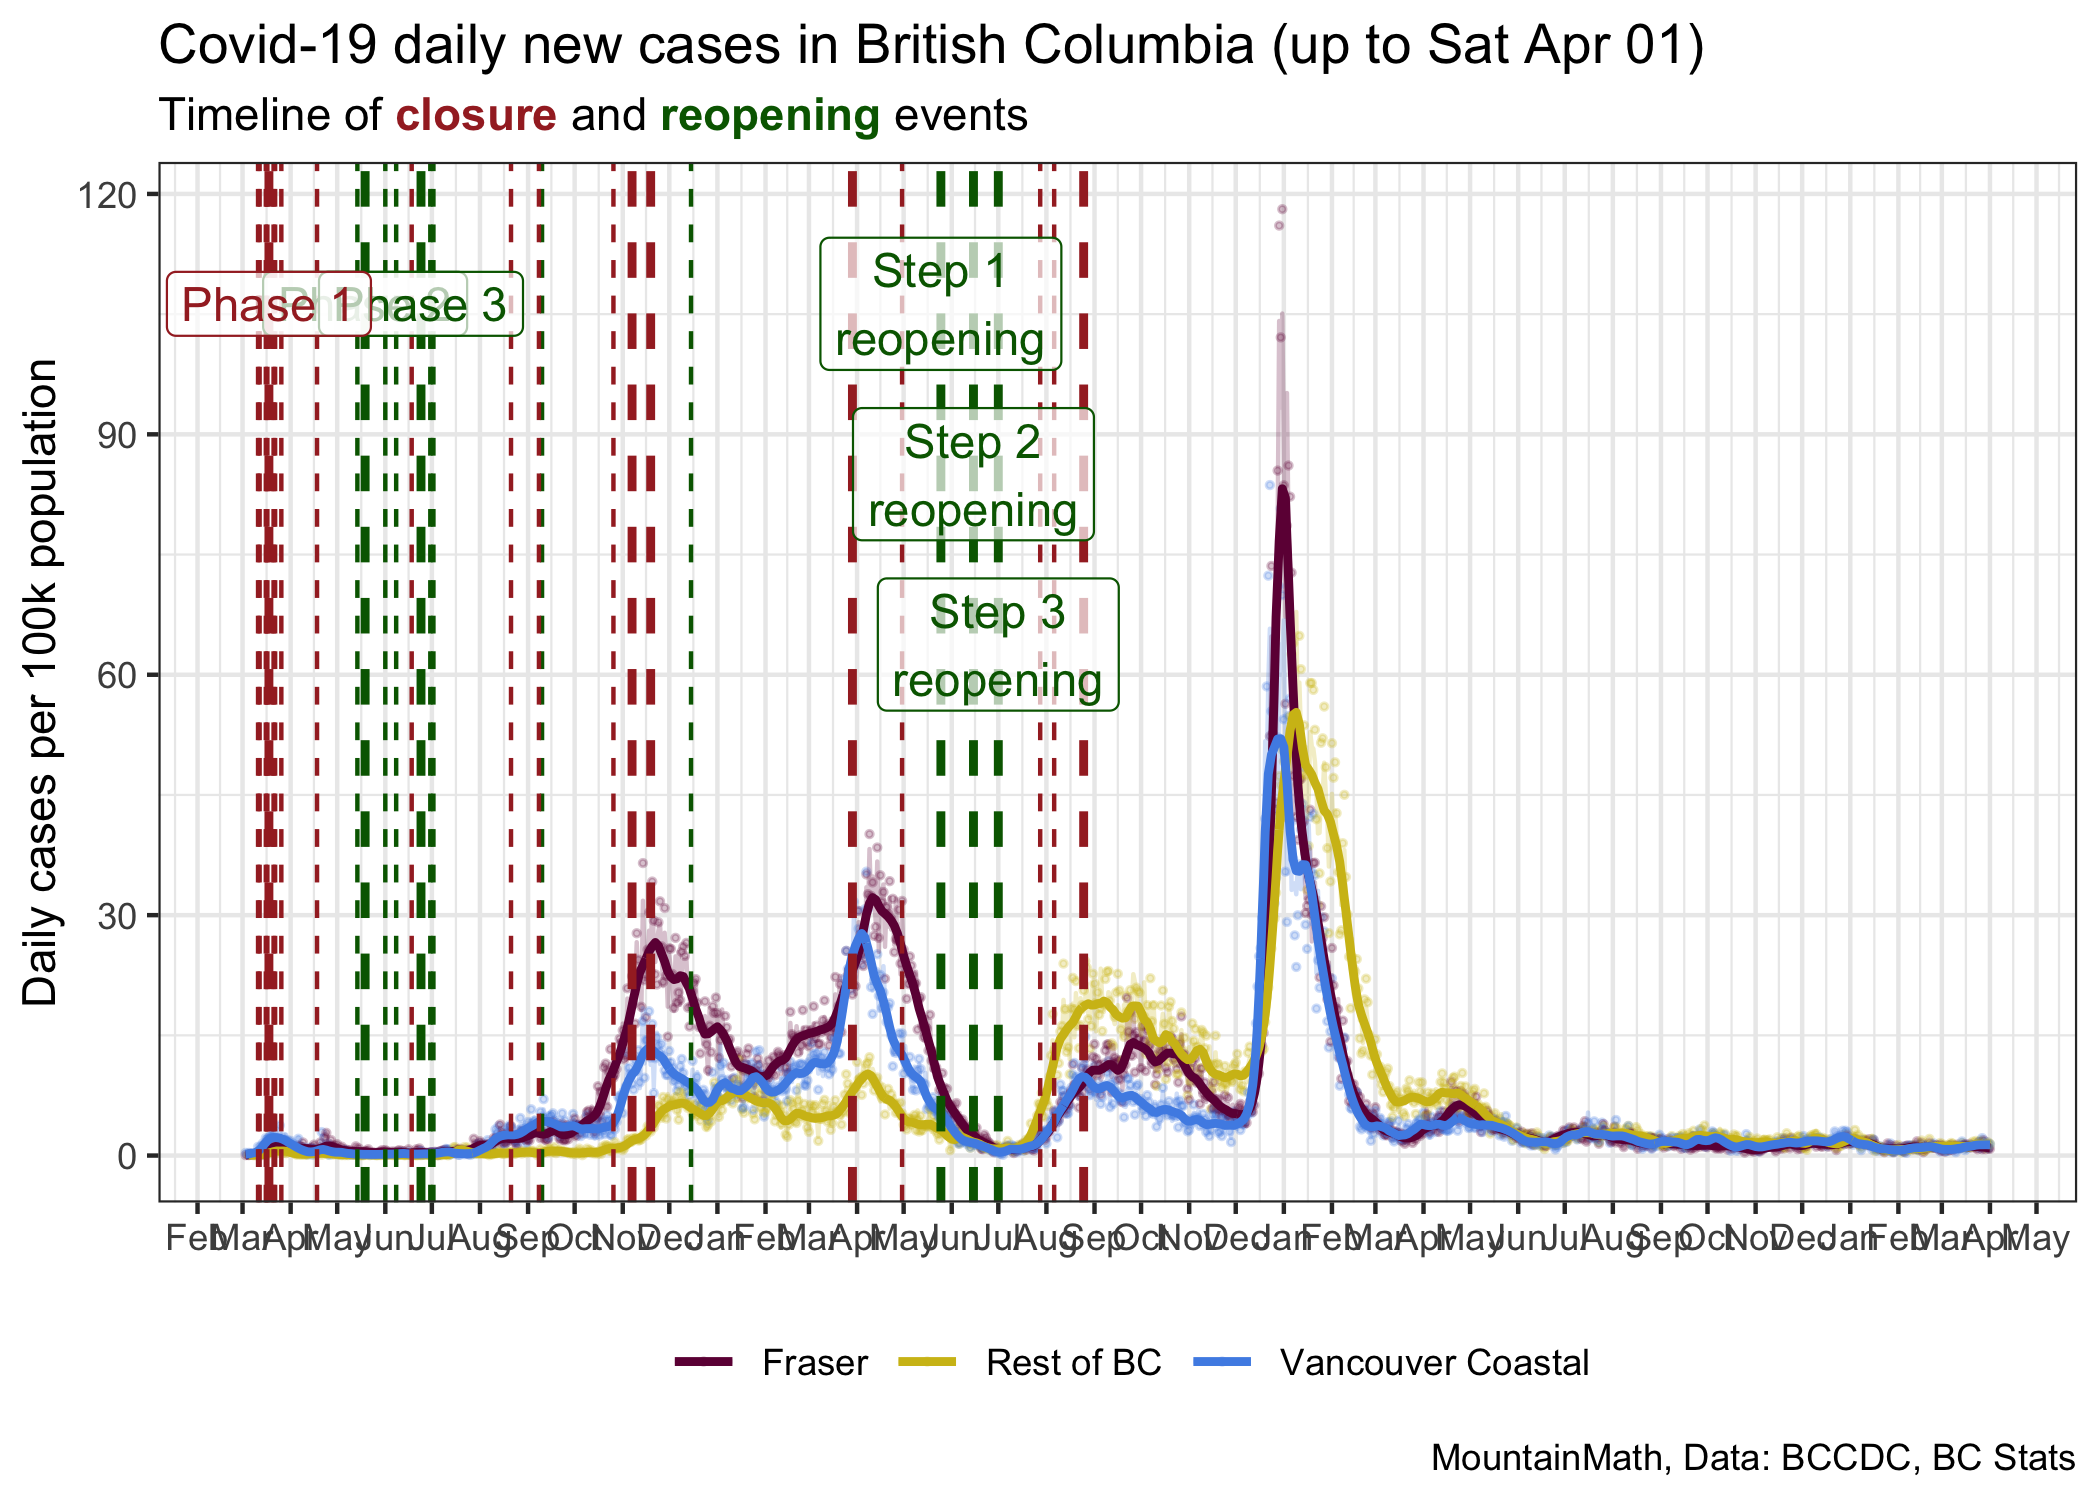 Covid-19 daily new cases in British Columbia (up to Sat Apr 01)
Timeline of closure and reopening events
Daily cases per 100k population
120
90
60
30
0
Phase 1
Phase 2
Phase 3
Step 1
reopening
Step 2
reopening
Step 3
reopening
Feb Mar Apr May Jun Jul Aug Sep Oct Nov Dec Jan Feb Mar Apr May Jun Jul Aug Sep Oct Nov Dec Jan Feb Mar Apr May Jun Jul Aug Sep Oct Nov Dec Jan Feb Mar Apr May
Fraser Rest of BC Vancouver Coastal
MountainMath, Data: BCCDC, BC Stats